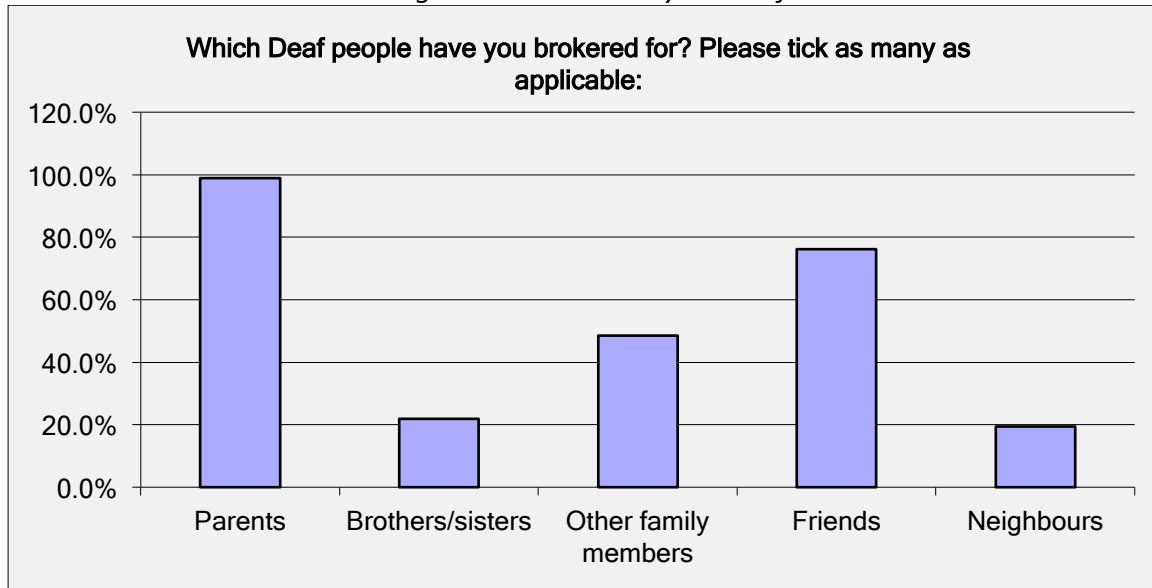 Which Deaf people have you brokered for? Please tick as many as
applicable:
120.0%
100.0%
80.0%
60.0%
40.0%
20.0%
0.0%
Parents
Brothers/sisters
Other family
members
Friends
Neighbours